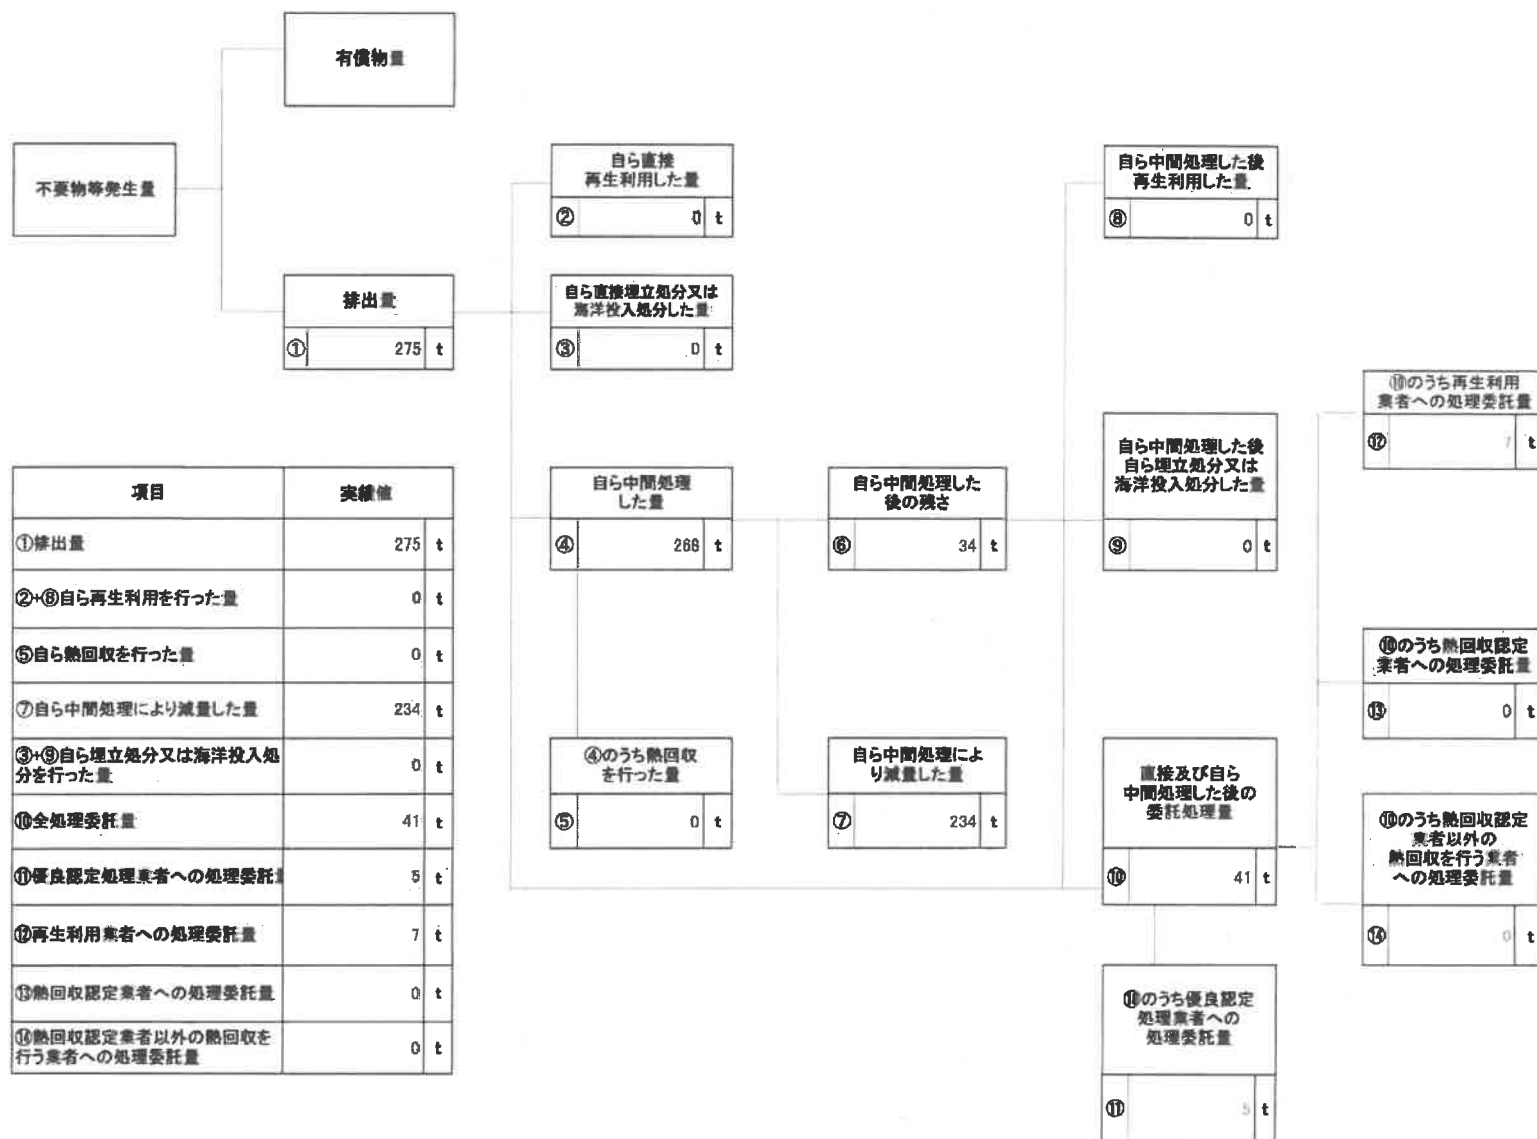 有償物量
不要物等発生量
排出量
① 275 t
自ら直接
再生利用した量
② 0 t
自ら直接埋立処分又は
海洋投入処分した量
③ 0 t
自ら中間処理
した量
④ 268 t
④のうち熱回収
を行った量
⑤ 0 t
自ら中間処理した
後の残さ
⑥ 34 t
自ら中間処理によ
り減量した量
⑦ 234 t
自ら中間処理した後
再生利用した量
⑧ 0 t
自ら中間処理した後
自ら埋立処分又は
海洋投入処分した量
⑨ 0 t
直接及び自ら
中間処理した後の
委託処理量
⑩ 41 t
⑩のうち優良認定
処理業者への
処理委託量
⑪ 5 t
⑩のうち再生利用
業者への処理委託量
⑫ 7 t
⑩のうち熱回収認定
業者への処理委託量
⑬ 0 t
⑩のうち熱回収認定
業者以外の
熱回収を行う業者
への処理委託量
⑭ 0 t
項目 実績値
①排出量 275 t
②+⑧自ら再生利用を行った量 0 t
⑤自ら熱回収を行った量 0 t
⑦自ら中間処理により減量した量 234 t
③+⑨自ら埋立処分又は海洋投入処
分を行った量 0 t
⑩全処理委託量 41 t
⑪優良認定処理業者への処理委託量 5 t
⑫再生利用業者への処理委託量 7 t
⑬熱回収認定業者への処理委託量 0 t
⑭熱回収認定業者以外の熱回収を
行う業者への処理委託量 0 t